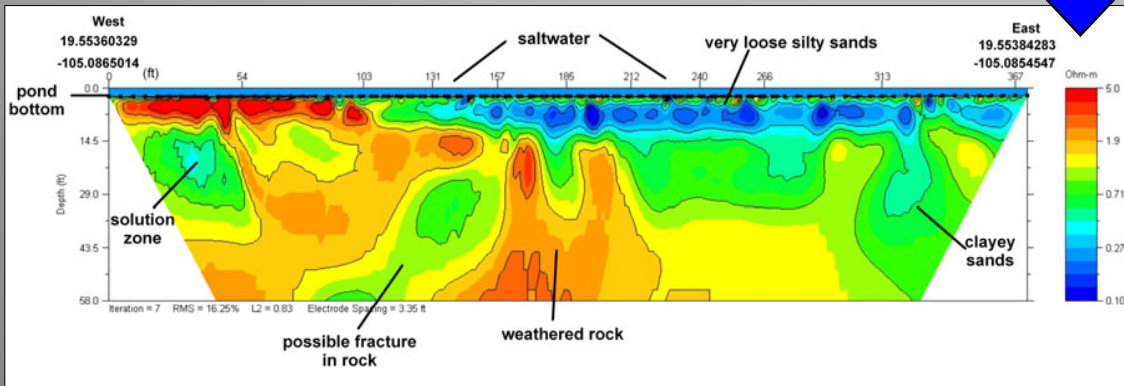 West
19.55360329
-105.0865014
saltwater
very loose silty sands
East
19.55384283
-105.0854547
0 (ft) 54 103 131 157 185 212 240 266 313 367
Ohm-m
pond
bottom
0.0
14.5
29.0
43.5
58.0
Depth (ft)
5.0
1.9
0.71
0.27
0.10
solution
zone
clayey
sands
Iteration = 7 RMS = 16.25% L2 = 0.83 Electrode Spacing = 3.35 ft
possible fracture
in rock
weathered rock